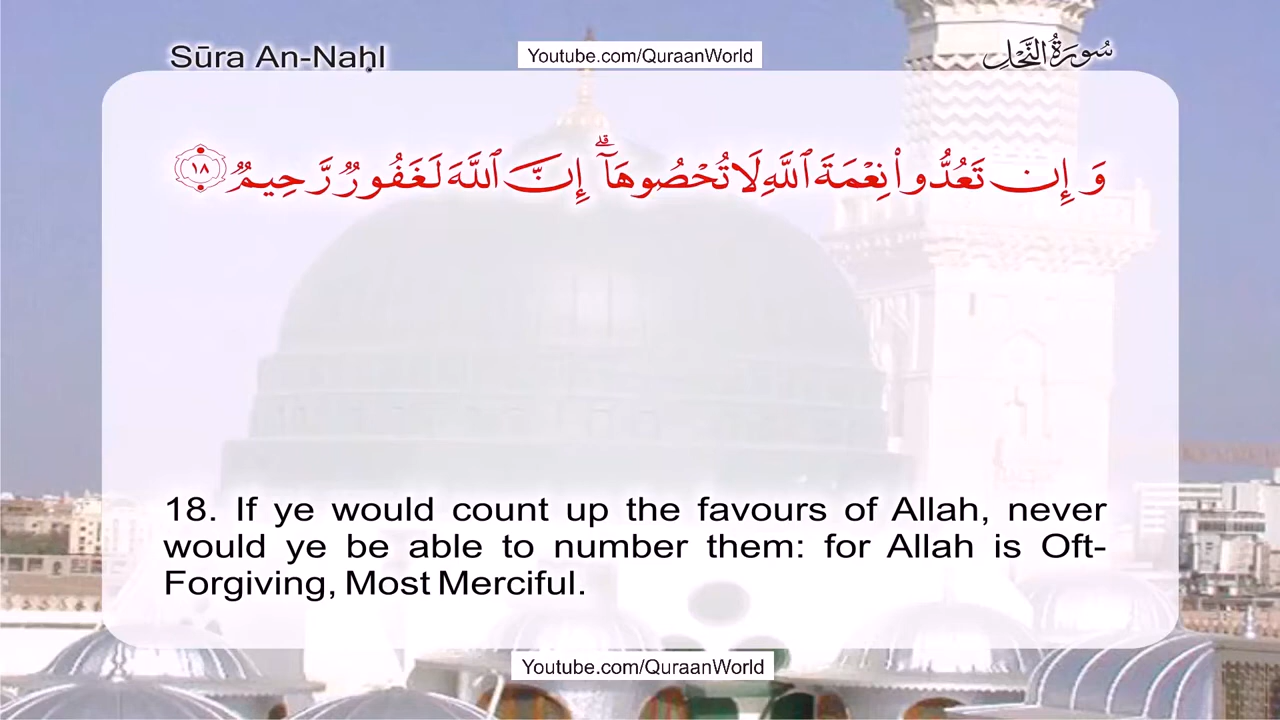 Sūra An-Naḥl
Youtube.com/QuraanWorld
سُورَةُ النَّحْلِ
وَإِن تَعُدُّوا۟ نِعْمَةَ ٱللَّهِ لَا تُحْصُوهَآ ۗ إِنَّ ٱللَّهَ لَغَفُورٌ رَّحِيمٌ ١٨
18. If ye would count up the favours of Allah, never
would ye be able to number them: for Allah is Oft-
Forgiving, Most Merciful.
Youtube.com/QuraanWorld